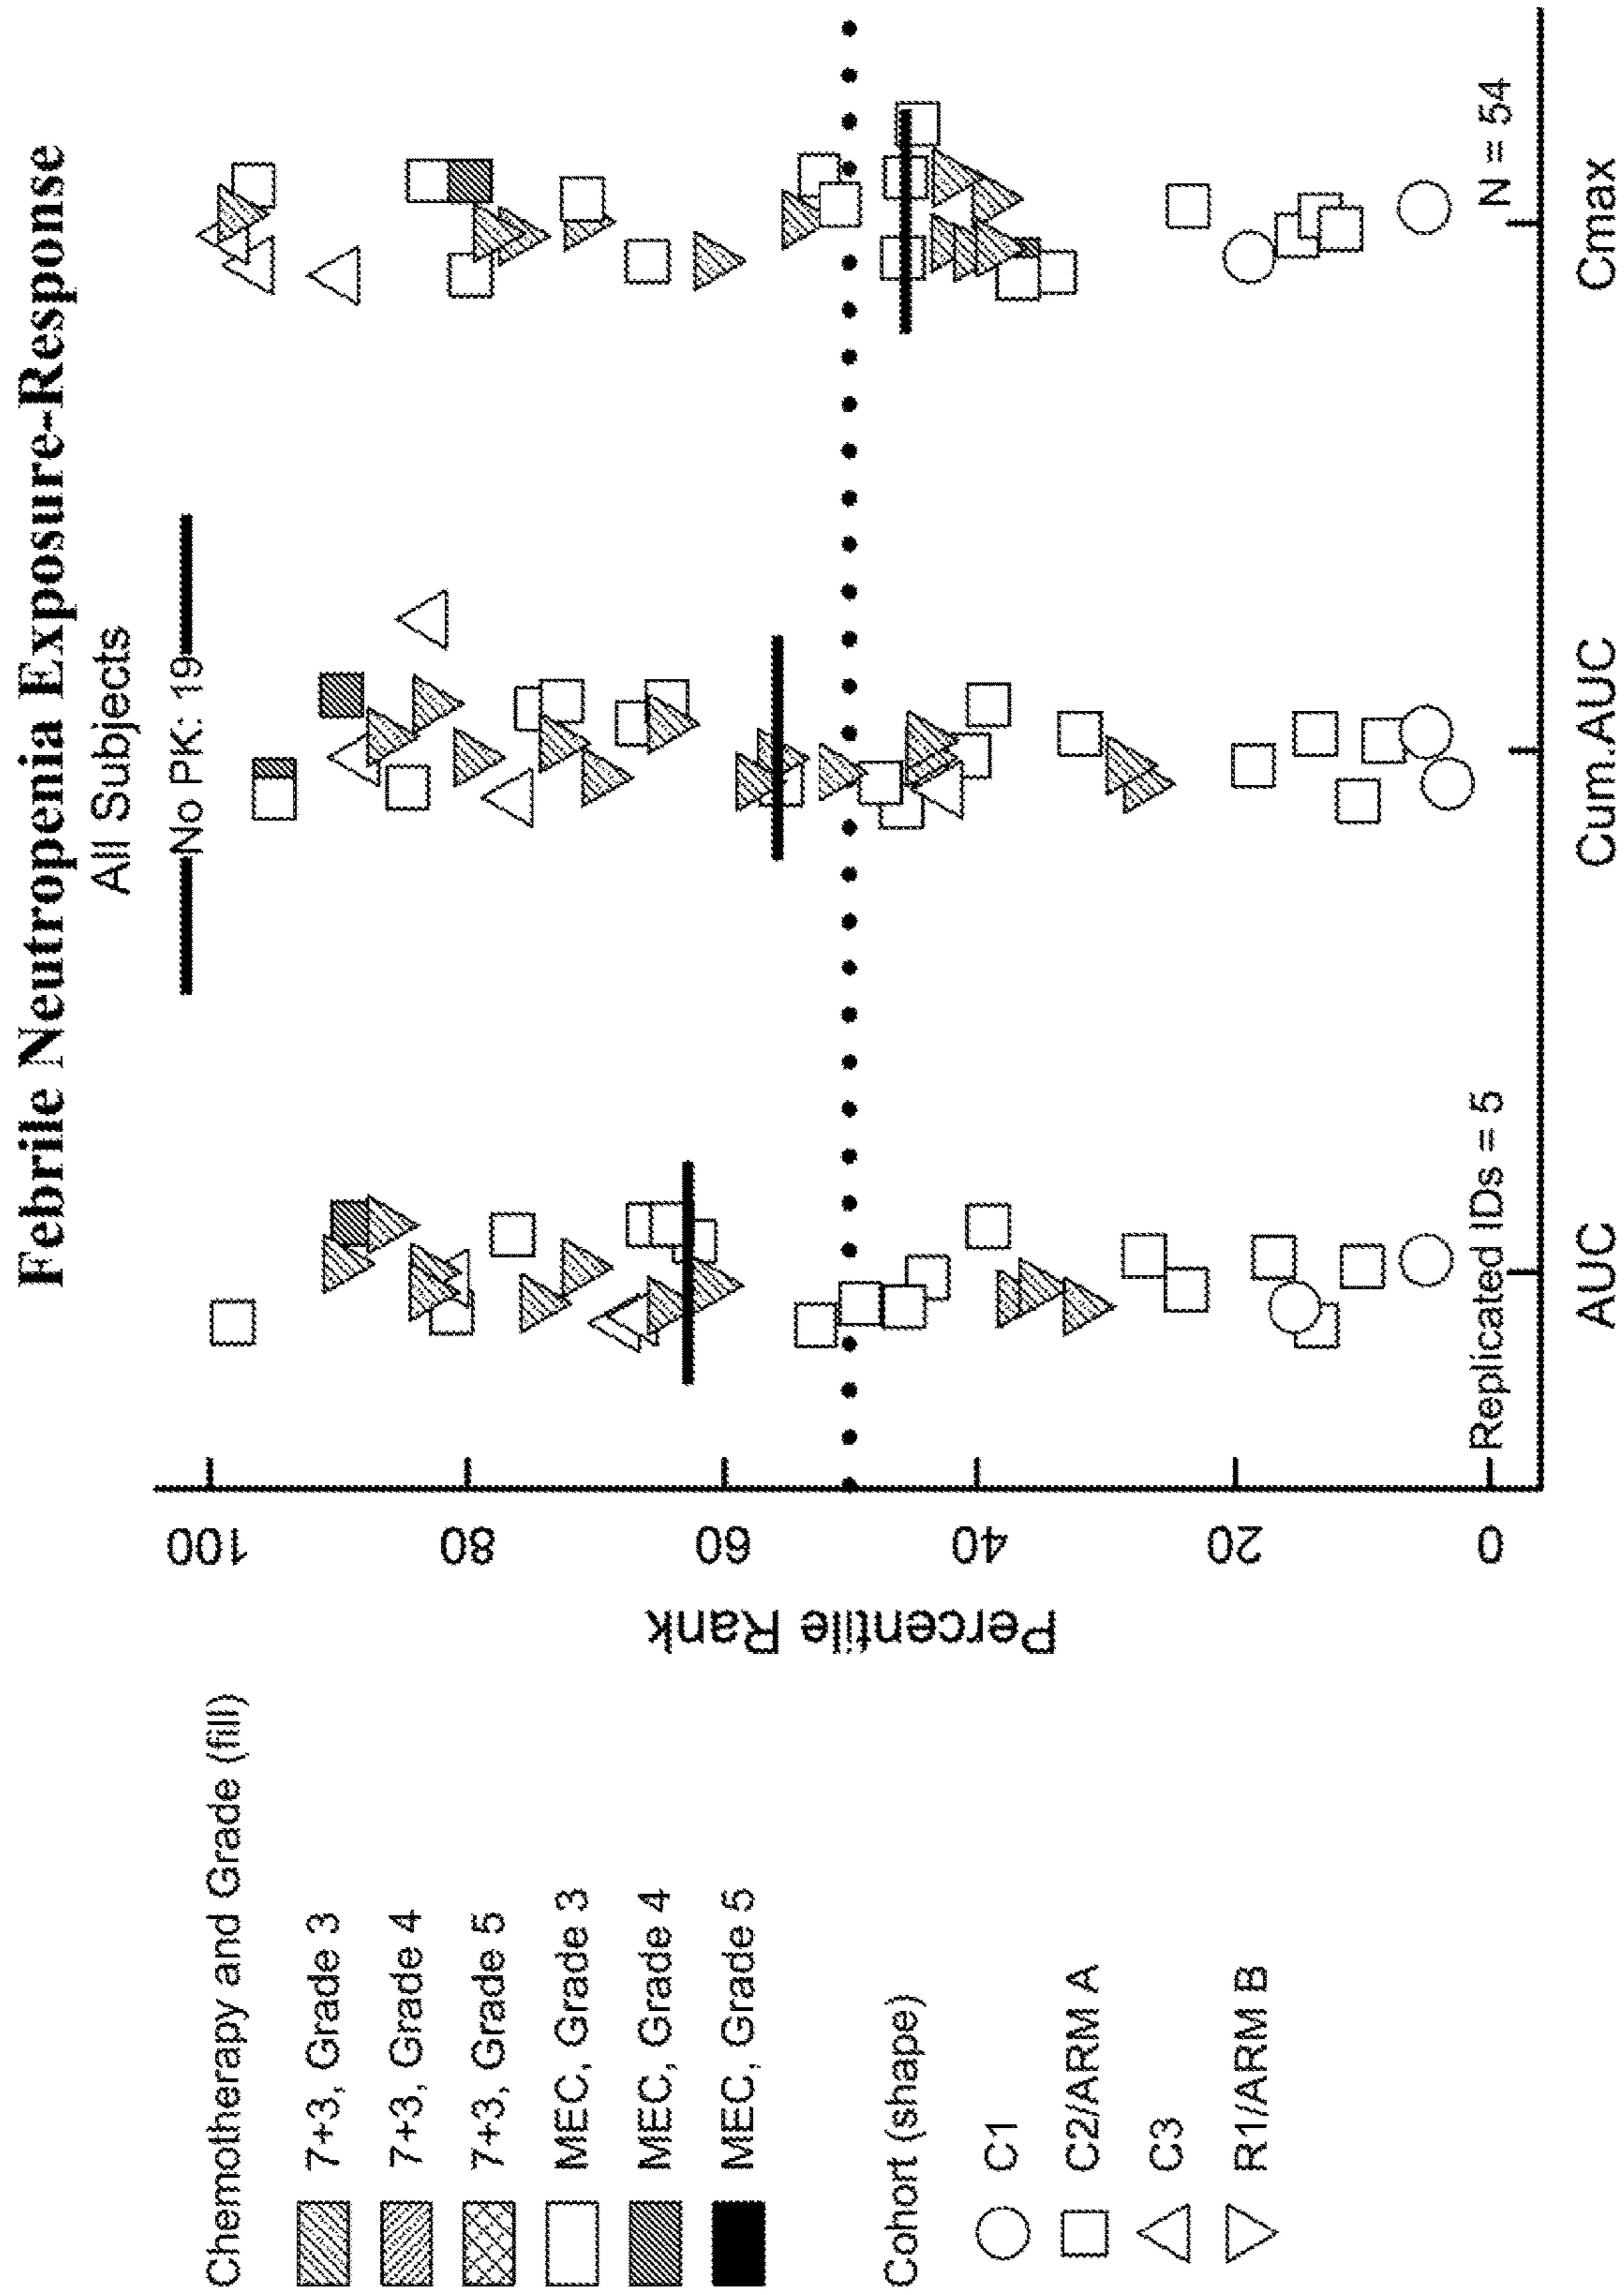 Febrile Neutropenia Exposure-Response
All Subjects
No PK: 19
Chemotherapy and Grade (fill)
7+3, Grade 3
7+3, Grade 4
7+3, Grade 5
MEC, Grade 3
MEC, Grade 4
MEC, Grade 5
Cohort (shape)
C1
C2/ARM A
C3
R1/ARM B
Percentile Rank
100
80
60
40
20
0
Replicated IDs = 5
N = 54
AUC
Cum.AUC
Cmax